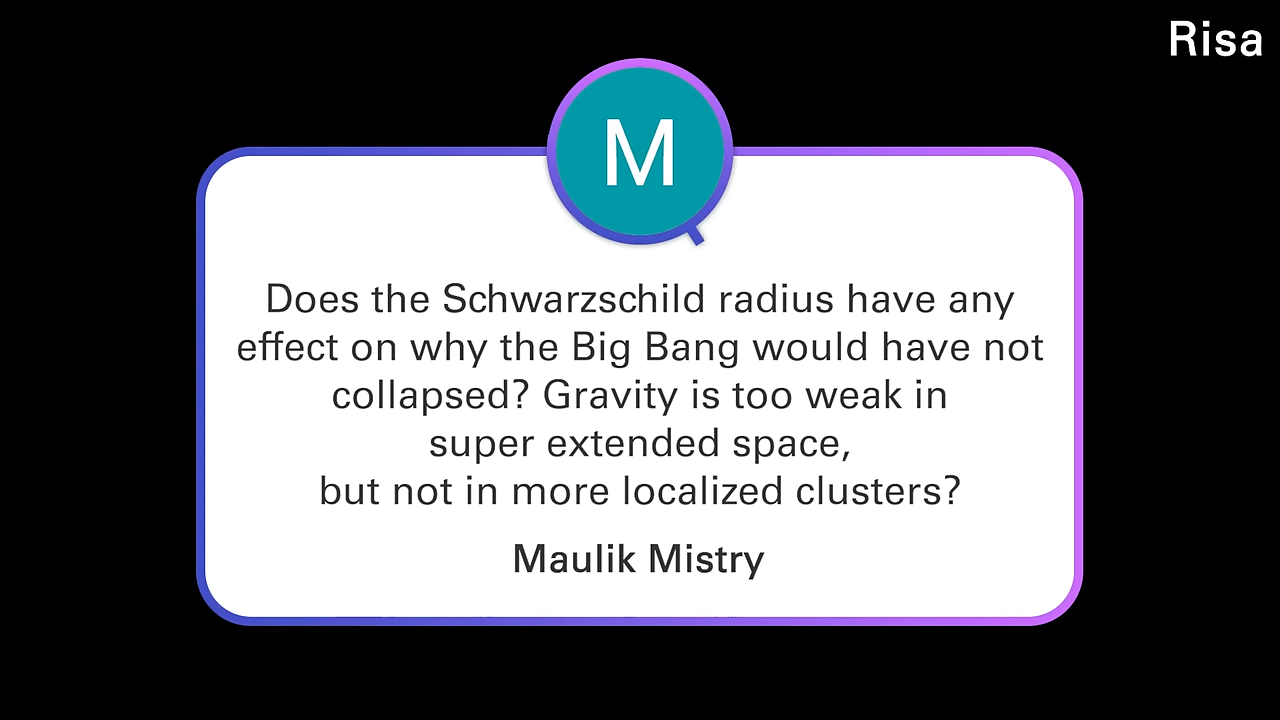 Risa
M
Does the Schwarzschild radius have any
effect on why the Big Bang would have not
collapsed? Gravity is too weak in
super extended space,
but not in more localized clusters?
Maulik Mistry